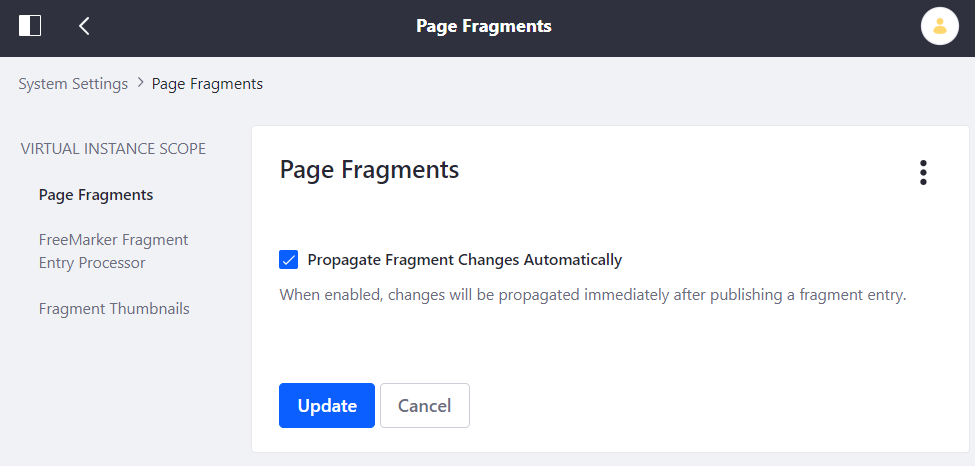 Page Fragments
System Settings > Page Fragments
VIRTUAL INSTANCE SCOPE
Page Fragments
FreeMarker Fragment
Entry Processor
Fragment Thumbnails
Page Fragments
Propagate Fragment Changes Automatically
When enabled, changes will be propagated immediately after publishing a fragment entry.
Update Cancel